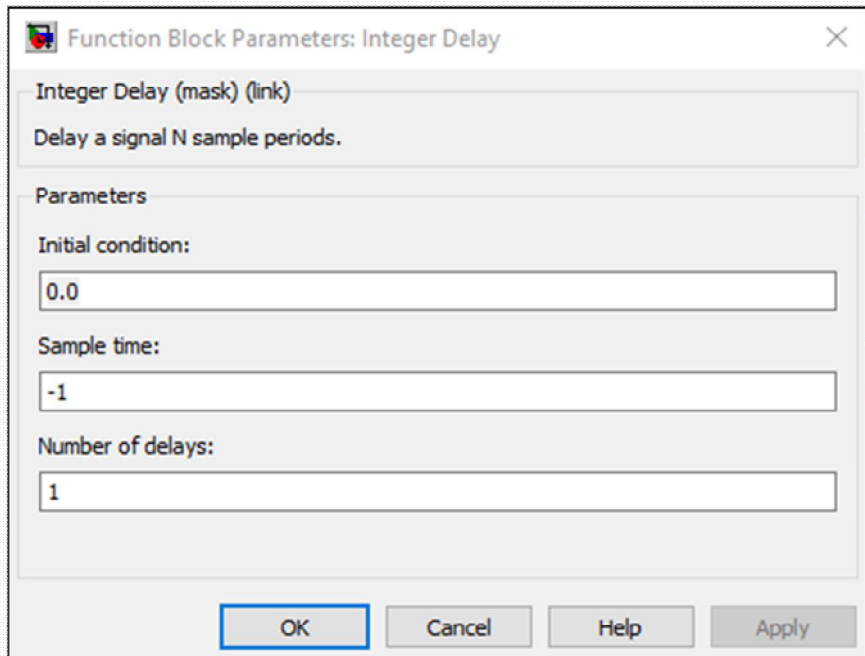 Function Block Parameters: Integer Delay
Integer Delay (mask) (link)
Delay a signal N sample periods.
Parameters
Initial condition:
0.0
Sample time:
-1
Number of delays:
1
OK Cancel Help Apply